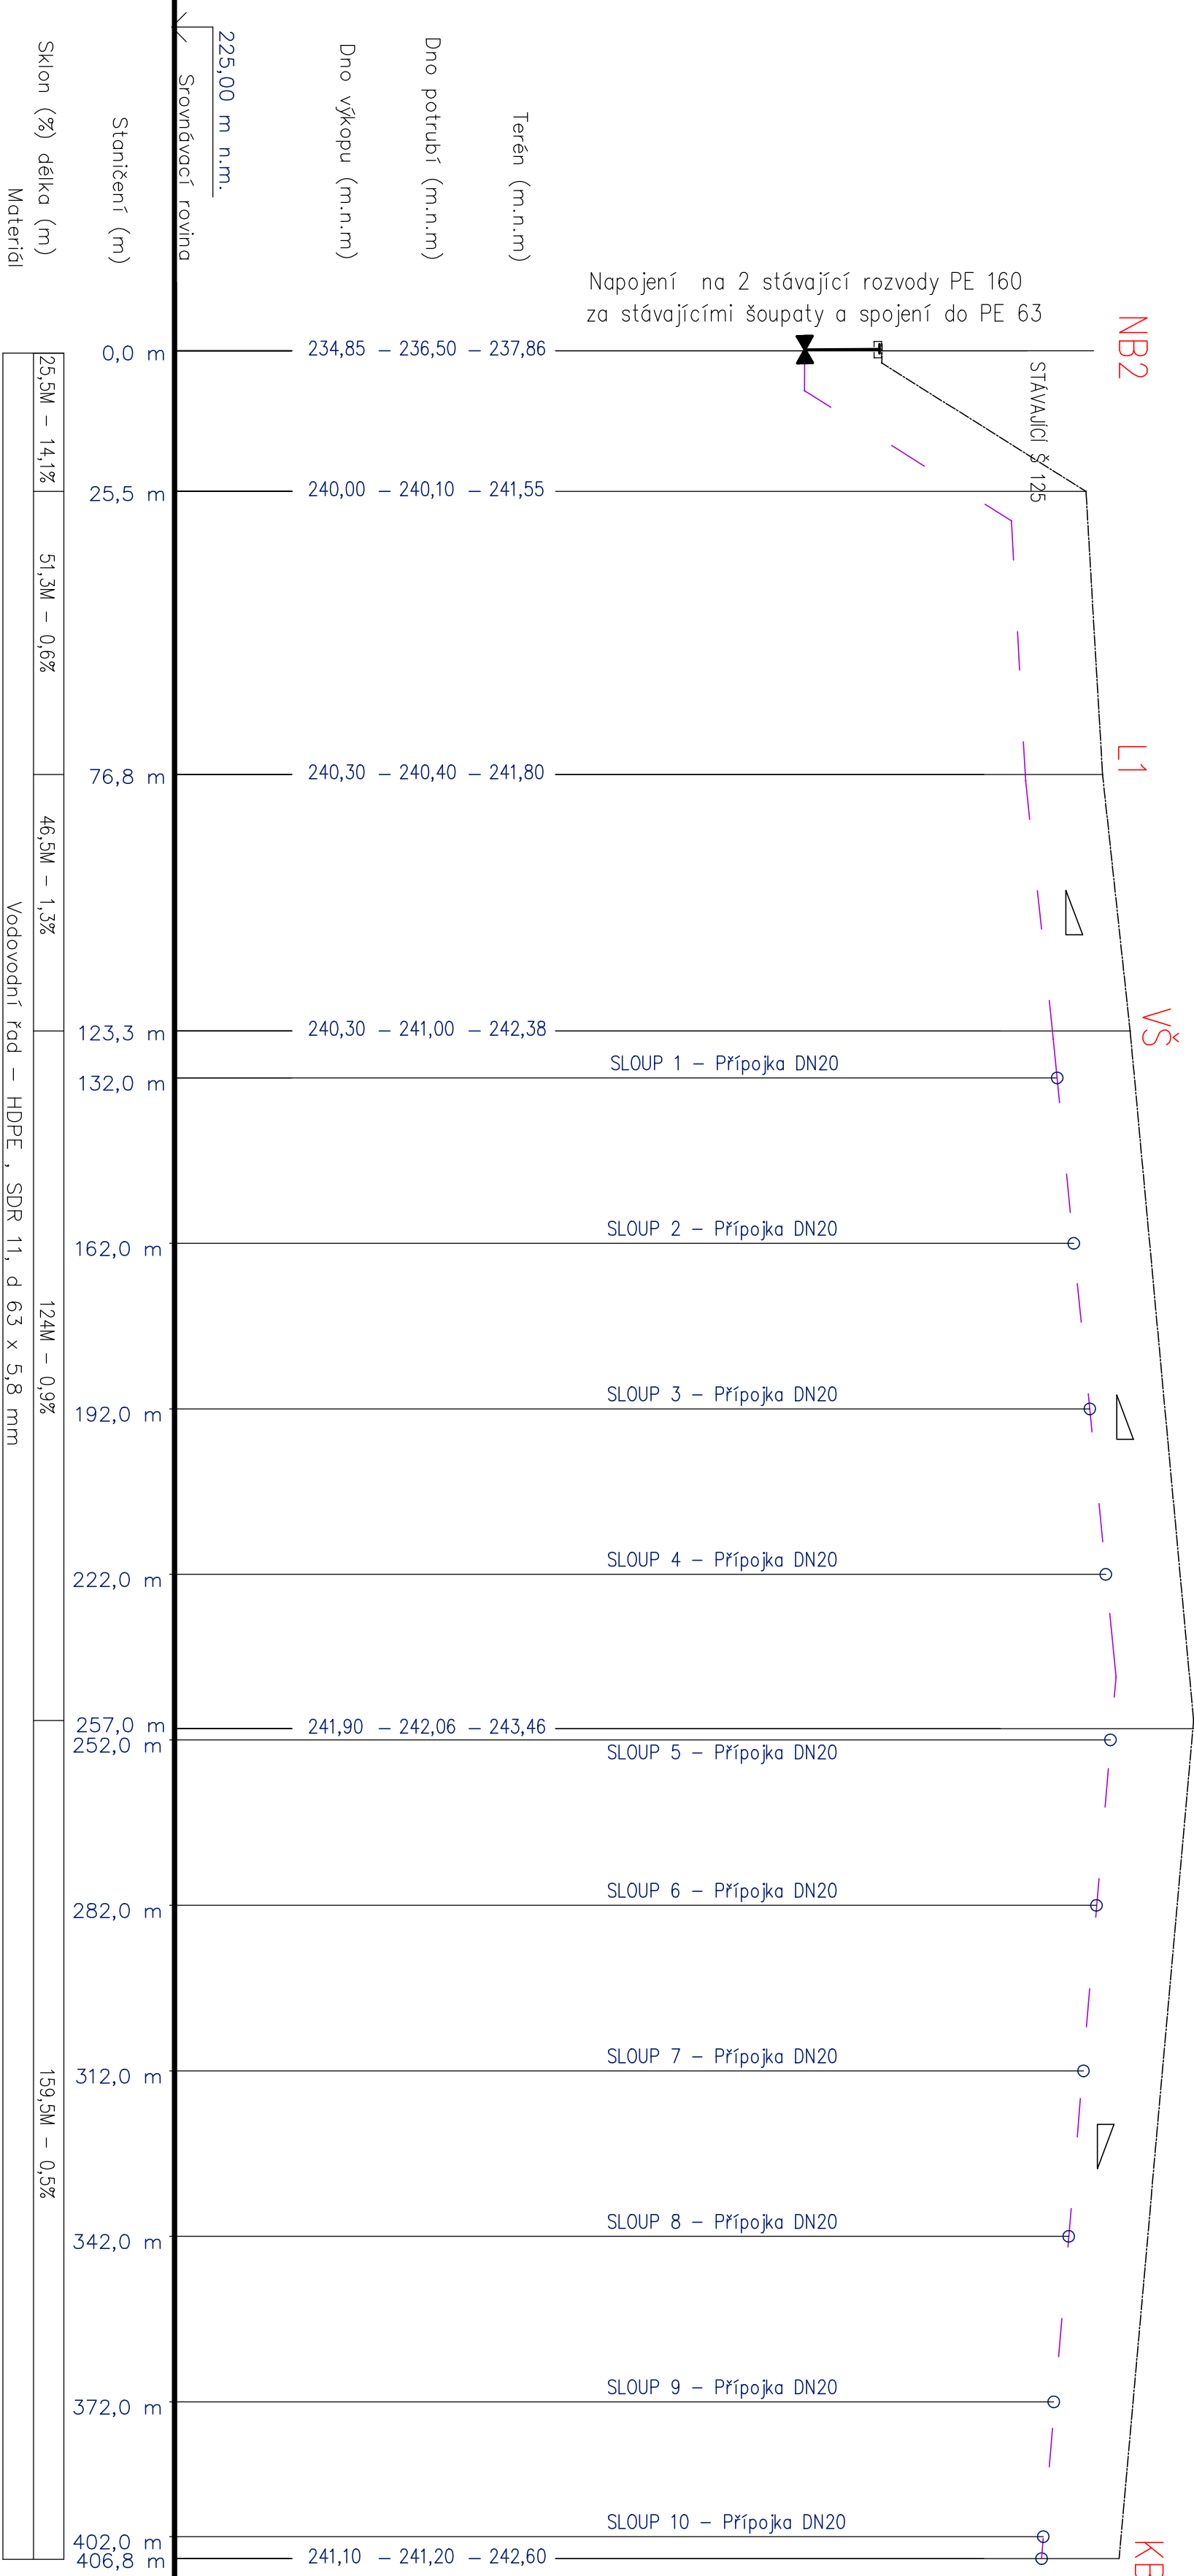 225,00 m n.m.
Srovnávací rovina
Terén (m.n.m)
Dno potrubí (m.n.m)
Dno výkopu (m.n.m)
Staničení (m)
Sklon (%) délka (m)
Materiál
Napojení na 2 stávající rozvody PE 160
za stávajícími šoupaty a spojení do PE 63
NB2
0,0 m
234,85 – 236,50 – 237,86
STÁVAJÍCÍ Š 125
25,5M – 14,1%
25,5 m
240,00 – 240,10 – 241,55
51,3M – 0,6%
L1
76,8 m
240,30 – 240,40 – 241,80
46,5M – 1,3%
VŠ
123,3 m
240,30 – 241,00 – 242,38
132,0 m
SLOUP 1 – Přípojka DN20
162,0 m
SLOUP 2 – Přípojka DN20
124M – 0,9%
192,0 m
SLOUP 3 – Přípojka DN20
222,0 m
SLOUP 4 – Přípojka DN20
257,0 m
241,90 – 242,06 – 243,46
252,0 m
SLOUP 5 – Přípojka DN20
282,0 m
SLOUP 6 – Přípojka DN20
312,0 m
SLOUP 7 – Přípojka DN20
159,5M – 0,5%
342,0 m
SLOUP 8 – Přípojka DN20
372,0 m
SLOUP 9 – Přípojka DN20
402,0 m
SLOUP 10 – Přípojka DN20
406,8 m
241,10 – 241,20 – 242,60
Vodovodní řad – HDPE , SDR 11, d 63 x 5,8 mm